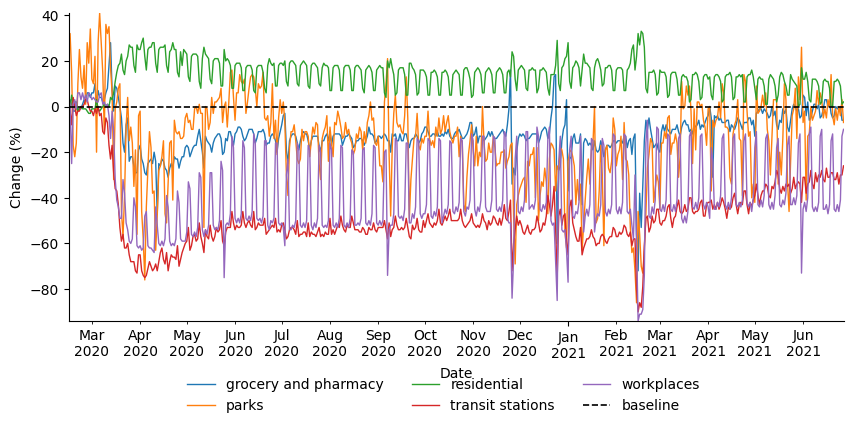 40
20
0
−20
−40
−60
−80
Change (%)
Mar Apr May Jun Jul Aug Sep Oct Nov Dec Jan Feb Mar Apr May Jun
2020 2020 2020 2020 2020 2020 2020 2020 2020 2020 2021 2021 2021 2021 2021 2021
Date
grocery and pharmacy residential workplaces
parks transit stations baseline